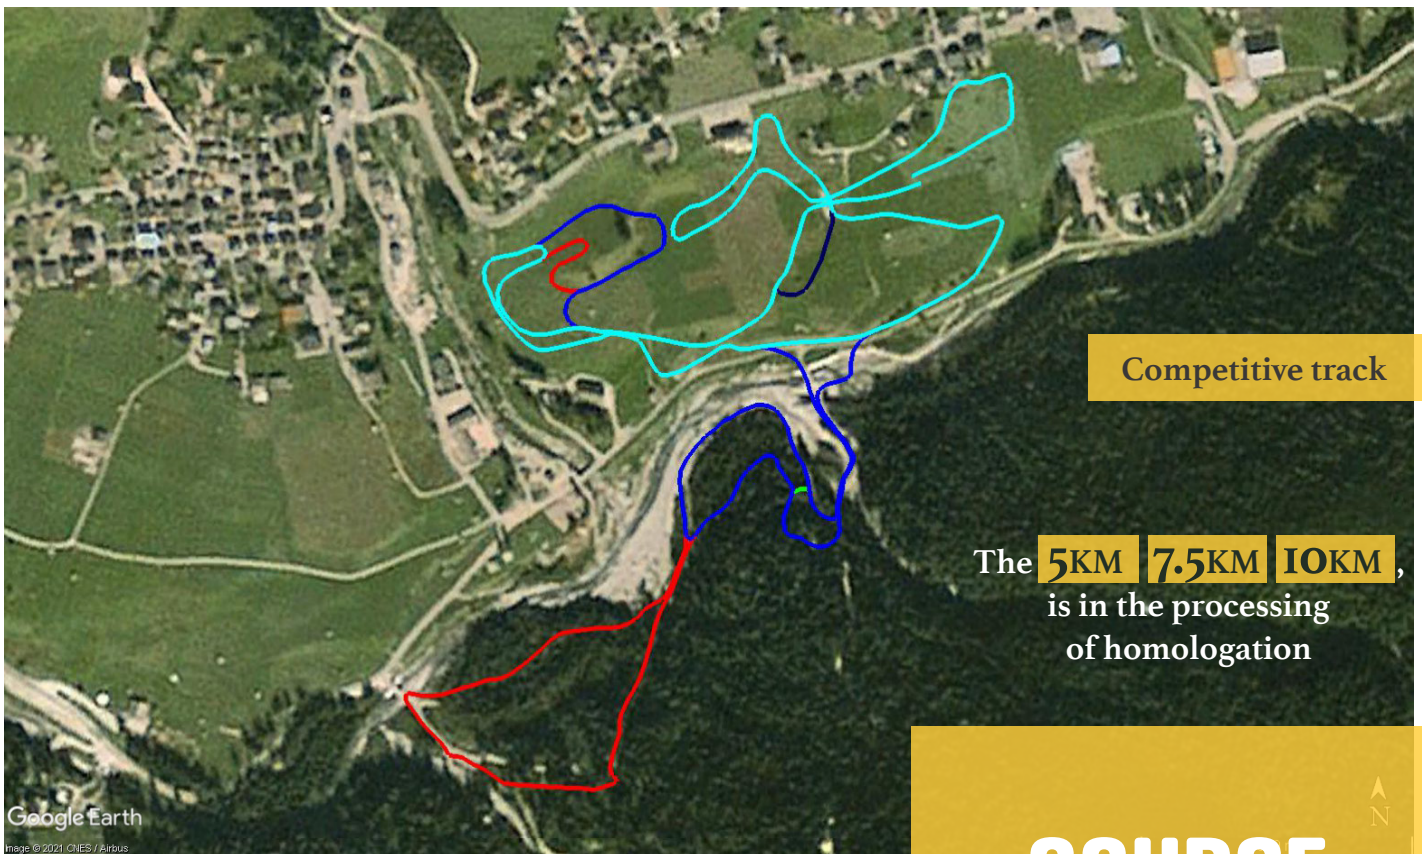 Competitive track
The 5KM 7.5KM 10KM ,
is in the processing
of homologation
Google Earth
N
Image © 2021 CNES / Airbus